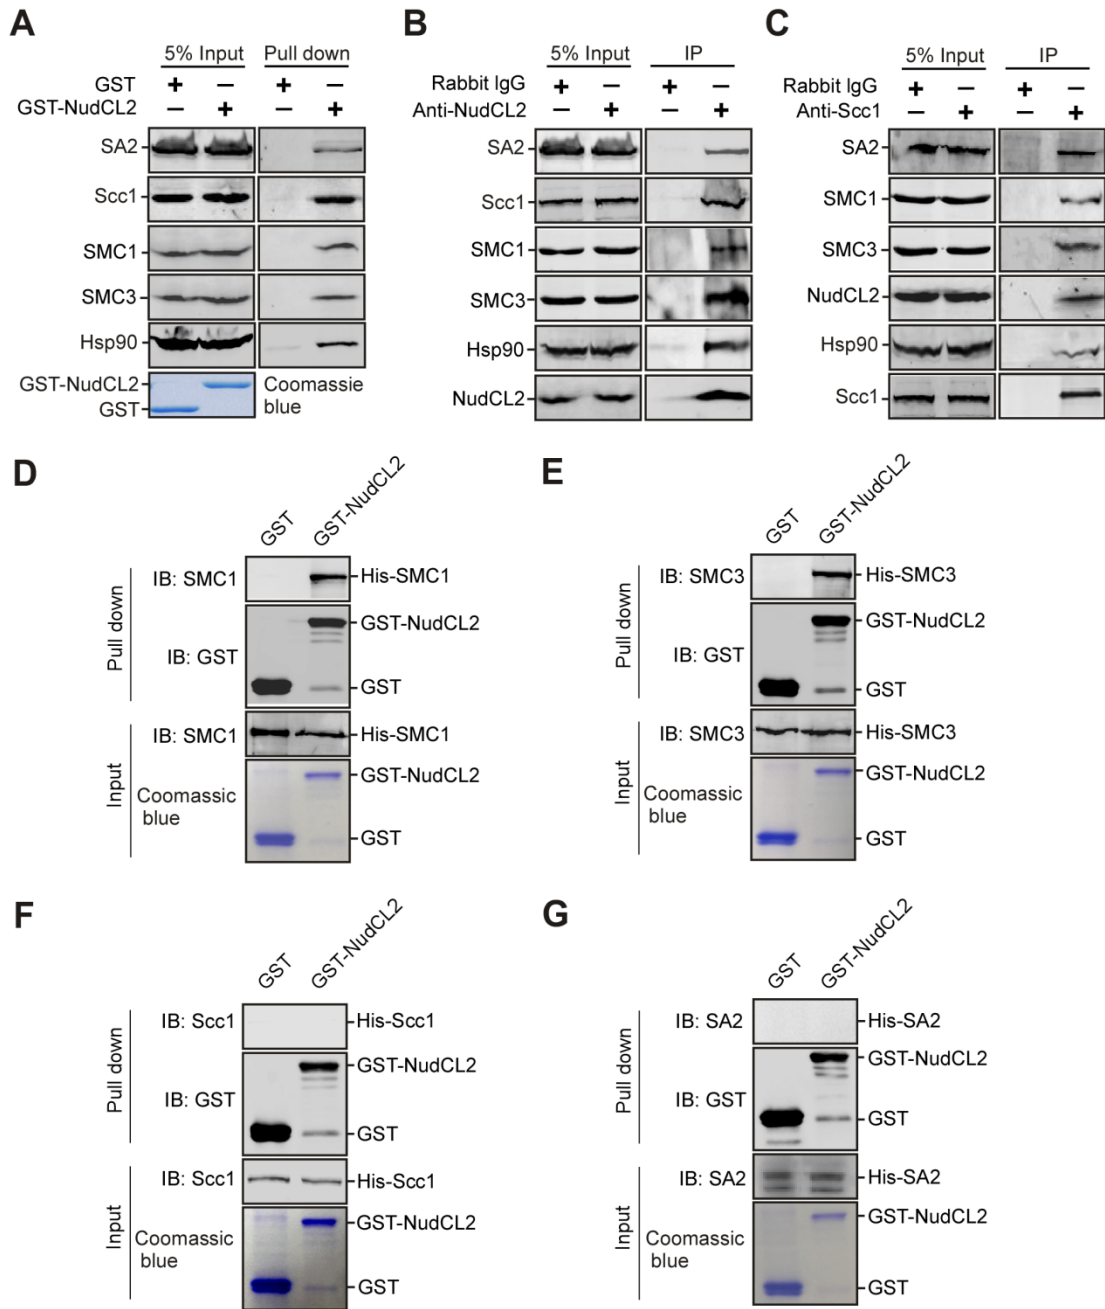 A
5% Input Pull down
GST + − + −
GST-NudCL2 − + − +
SA2
Scc1
SMC1
SMC3
Hsp90
GST-NudCL2
GST
Coomassie
blue
B
5% Input IP
Rabbit IgG + − + −
Anti-NudCL2 − + − +
SA2
Scc1
SMC1
SMC3
Hsp90
NudCL2
C
5% Input IP
Rabbit IgG + − + −
Anti-Scc1 − + − +
SA2
SMC1
SMC3
NudCL2
Hsp90
Scc1
D
GST GST-NudCL2
Pull down
IB: SMC1 His-SMC1
GST-NudCL2
IB: GST
GST
Input
IB: SMC1 His-SMC1
GST-NudCL2
Coomassic
blue
GST
E
GST GST-NudCL2
Pull down
IB: SMC3 His-SMC3
GST-NudCL2
IB: GST
GST
Input
IB: SMC3 His-SMC3
GST-NudCL2
Coomassic
blue
GST
F
GST GST-NudCL2
Pull down
IB: Scc1 His-Scc1
GST-NudCL2
IB: GST
GST
Input
IB: Scc1 His-Scc1
GST-NudCL2
Coomassic
blue
GST
G
GST GST-NudCL2
Pull down
IB: SA2 His-SA2
GST-NudCL2
IB: GST
GST
Input
IB: SA2 His-SA2
GST-NudCL2
Coomassic
blue
GST